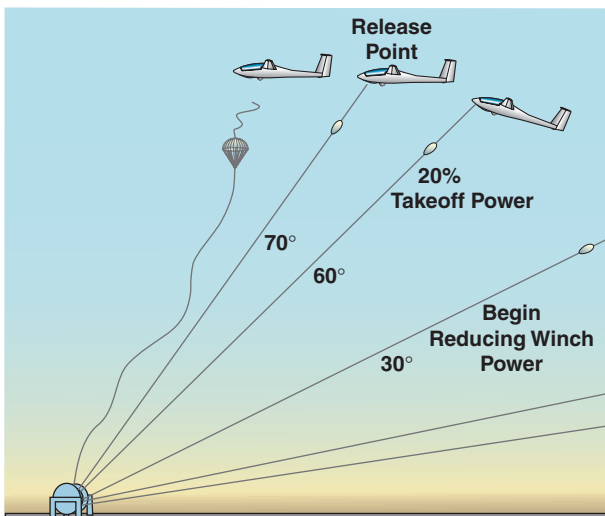 Release
Point
20%
Takeoff Power
70°
60°
Begin
Reducing Winch
Power
30°